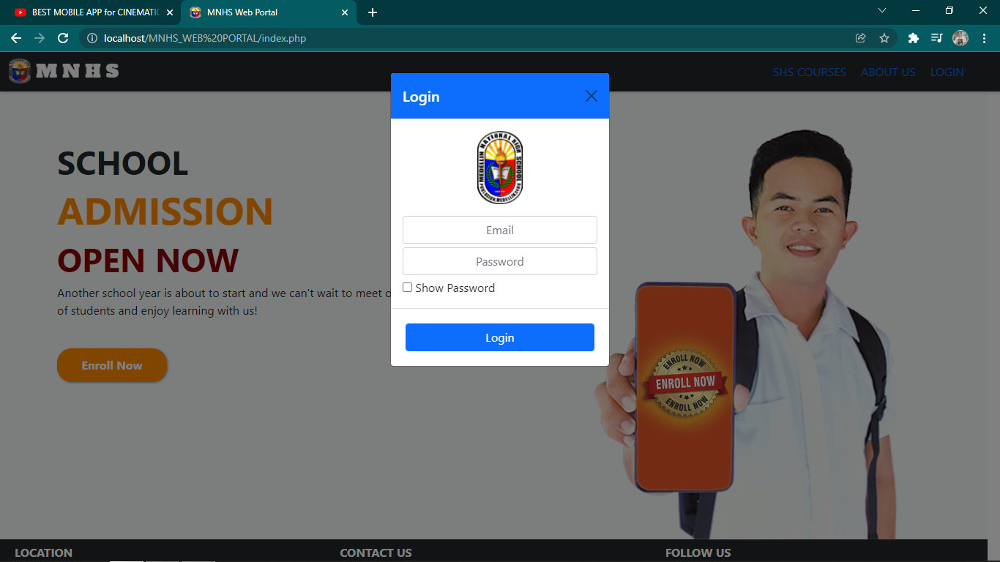 BEST MOBILE APP for CINEMATIC
MNHS Web Portal
localhost/MNHS_WEB%20PORTAL/index.php
MNHS
SHS COURSES
ABOUT US
LOGIN
Login
MEDELLIN NATIONAL HIGH SCHOOL
POBLACION, MEDELLIN, CEBU
Email
Password
Show Password
Login
SCHOOL
ADMISSION
OPEN NOW
Another school year is about to start and we can't wait to meet
of students and enjoy learning with us!
Enroll Now
ENROLL NOW
ENROLL NOW
ENROLL NOW
LOCATION
CONTACT US
FOLLOW US